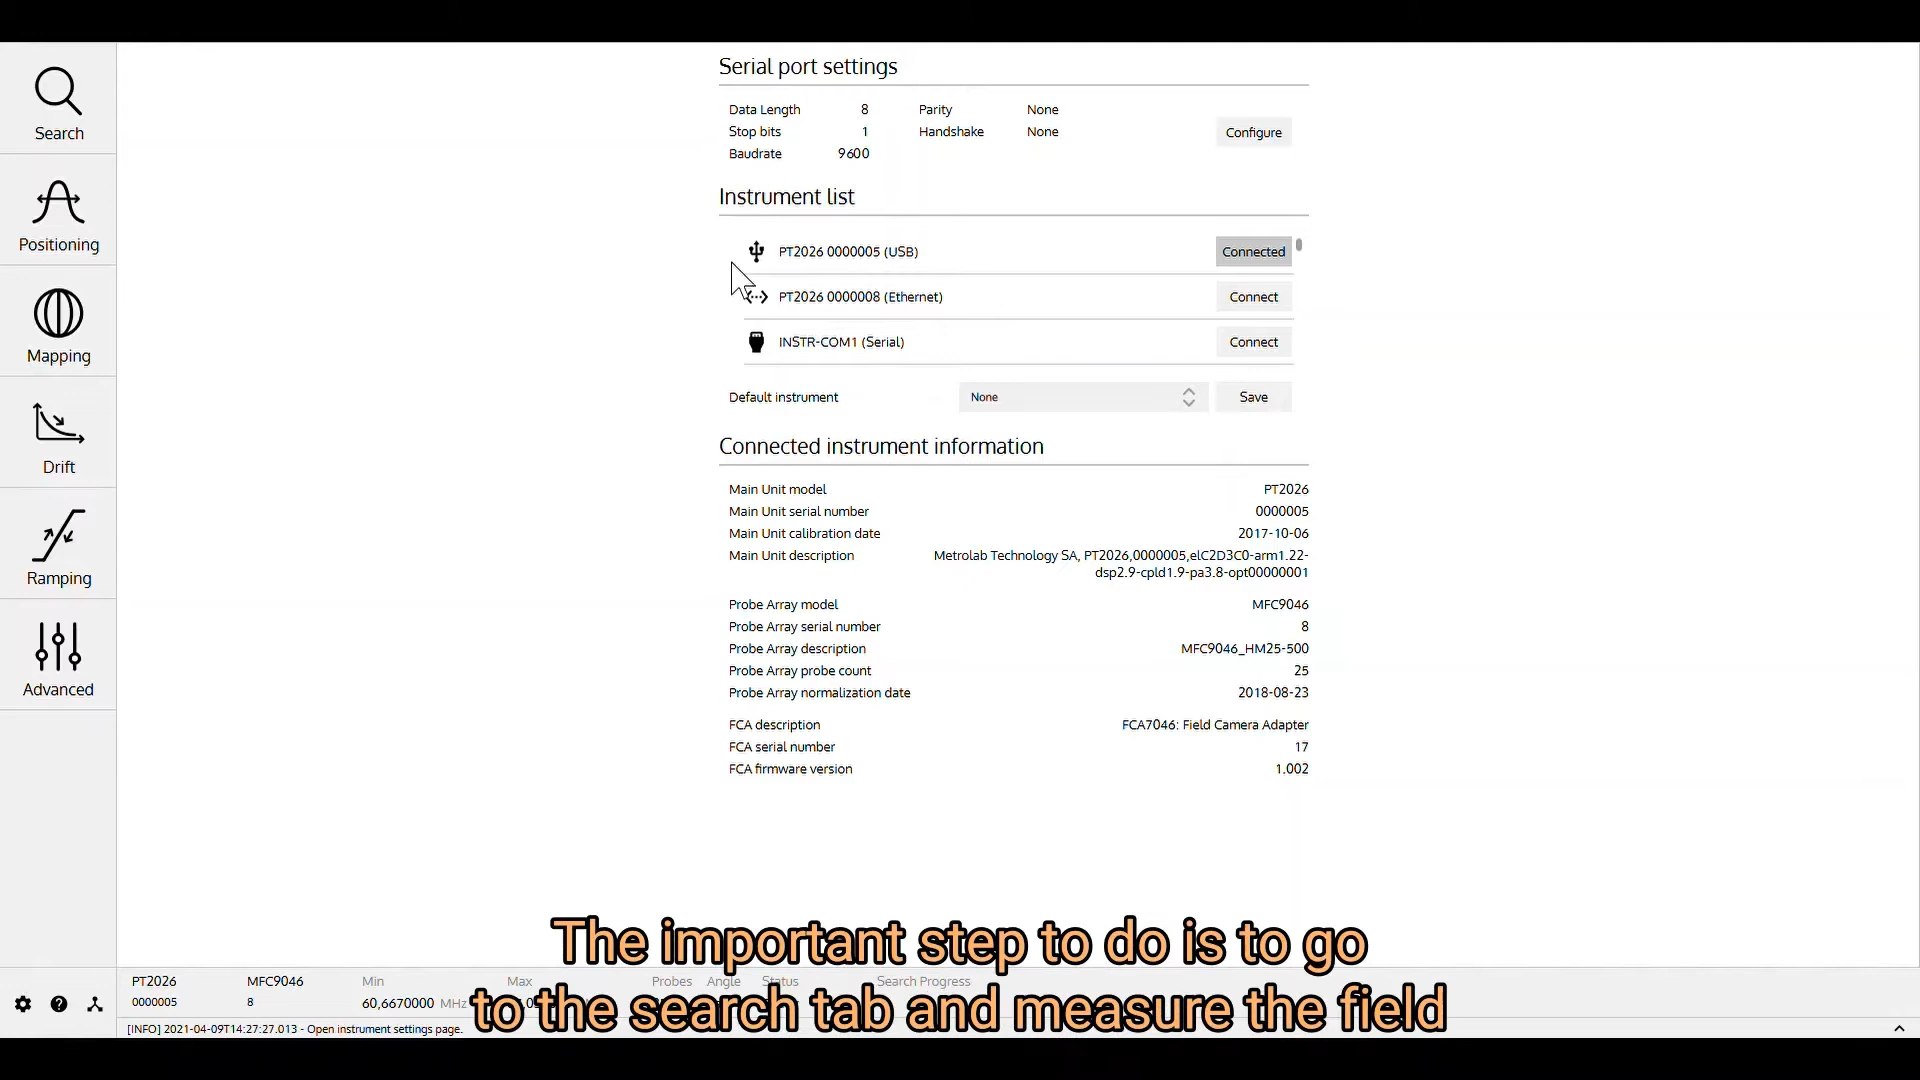 Search
Positioning
Mapping
Drift
Ramping
Advanced
Serial port settings
Data Length 8 Parity None
Stop bits 1 Handshake None
Baudrate 9600
Configure
Instrument list
PT2026 0000005 (USB) Connected
PT2026 0000008 (Ethernet) Connect
INSTR-COM1 (Serial) Connect
Default instrument None Save
Connected instrument information
Main Unit model PT2026
Main Unit serial number 0000005
Main Unit calibration date 2017-10-06
Main Unit description Metrolab Technology SA, PT2026,0000005,elC2D3C0-arm1.22-
dsp2.9-cpld1.9-pa3.8-opt00000001
Probe Array model MFC9046
Probe Array serial number 8
Probe Array description MFC9046_HM25-500
Probe Array probe count 25
Probe Array normalization date 2018-08-23
FCA description FCA7046: Field Camera Adapter
FCA serial number 17
FCA firmware version 1.002
The important step to do is to go
to the search tab and measure the field
PT2026 MFC9046 Min Max Probes Angle Status Search Progress
0000005 8 60,6670000 MHz
[INFO] 2021-04-09T14:27:27.013 - Open instrument settings page.